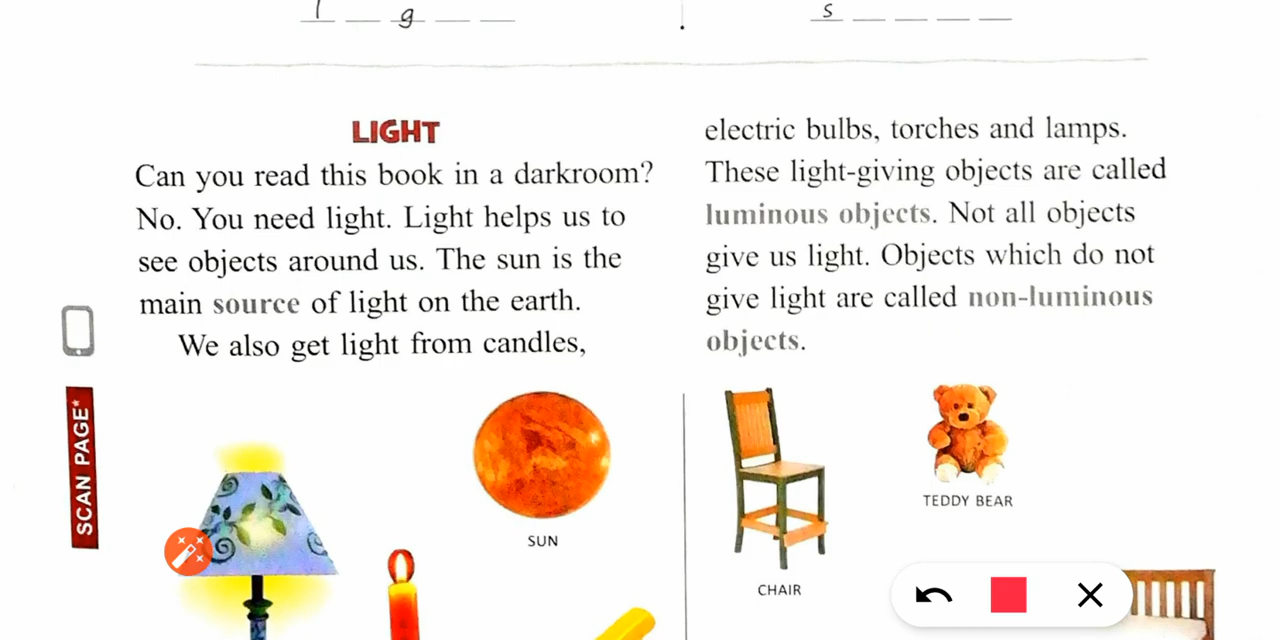 l _ g _ _
s _ _ _ _
LIGHT
Can you read this book in a darkroom?
No. You need light. Light helps us to
see objects around us. The sun is the
main source of light on the earth.
We also get light from candles,
electric bulbs, torches and lamps.
These light-giving objects are called
luminous objects. Not all objects
give us light. Objects which do not
give light are called non-luminous
objects.
SCAN PAGE*
SUN
CHAIR
TEDDY BEAR